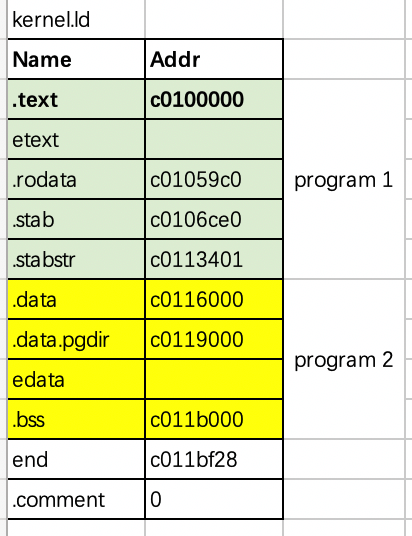 kernel.ld
Name Addr
.text c0100000
etext
.rodata c01059c0 program 1
.stab c0106ce0
.stabstr c0113401
.data c0116000
.data.pgdir c0119000
program 2
edata
.bss c011b000
end c011bf28
.comment 0